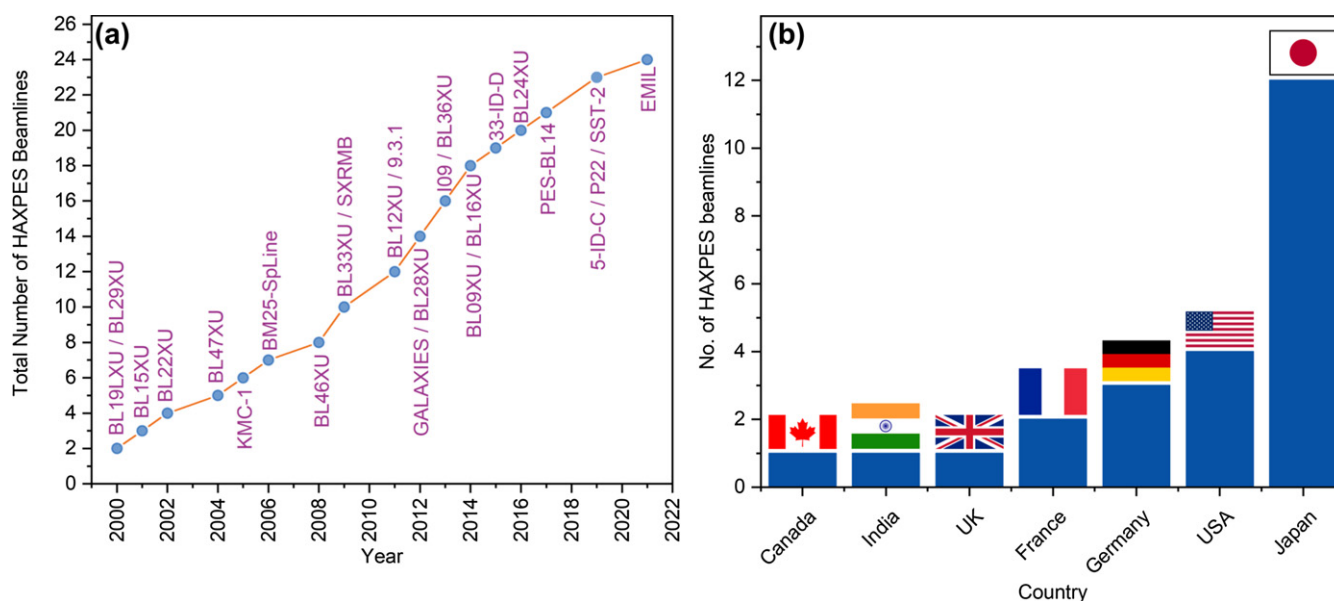 (a)
Total Number of HAXPES Beamlines
26
24
22
20
18
16
14
12
10
8
6
4
2
0
BL19LXU / BL29XU
BL15XU
BL22XU
BL47XU
KMC-1
BM25-SpLine
BL46XU
BL33XU / SXRMB
BL12XU / 9.3.1
GALAXIES / BL28XU
I09 / BL36XU
BL09XU / BL16XU
33-ID-D
BL24XU
PES-BL14
5-ID-C / P22 / SST-2
EMIL
2000
2002
2004
2006
2008
2010
2012
2014
2016
2018
2020
2022
Year
(b)
No. of HAXPES beamlines
12
10
8
6
4
2
0
Canada
India
UK
France
Germany
USA
Japan
Country